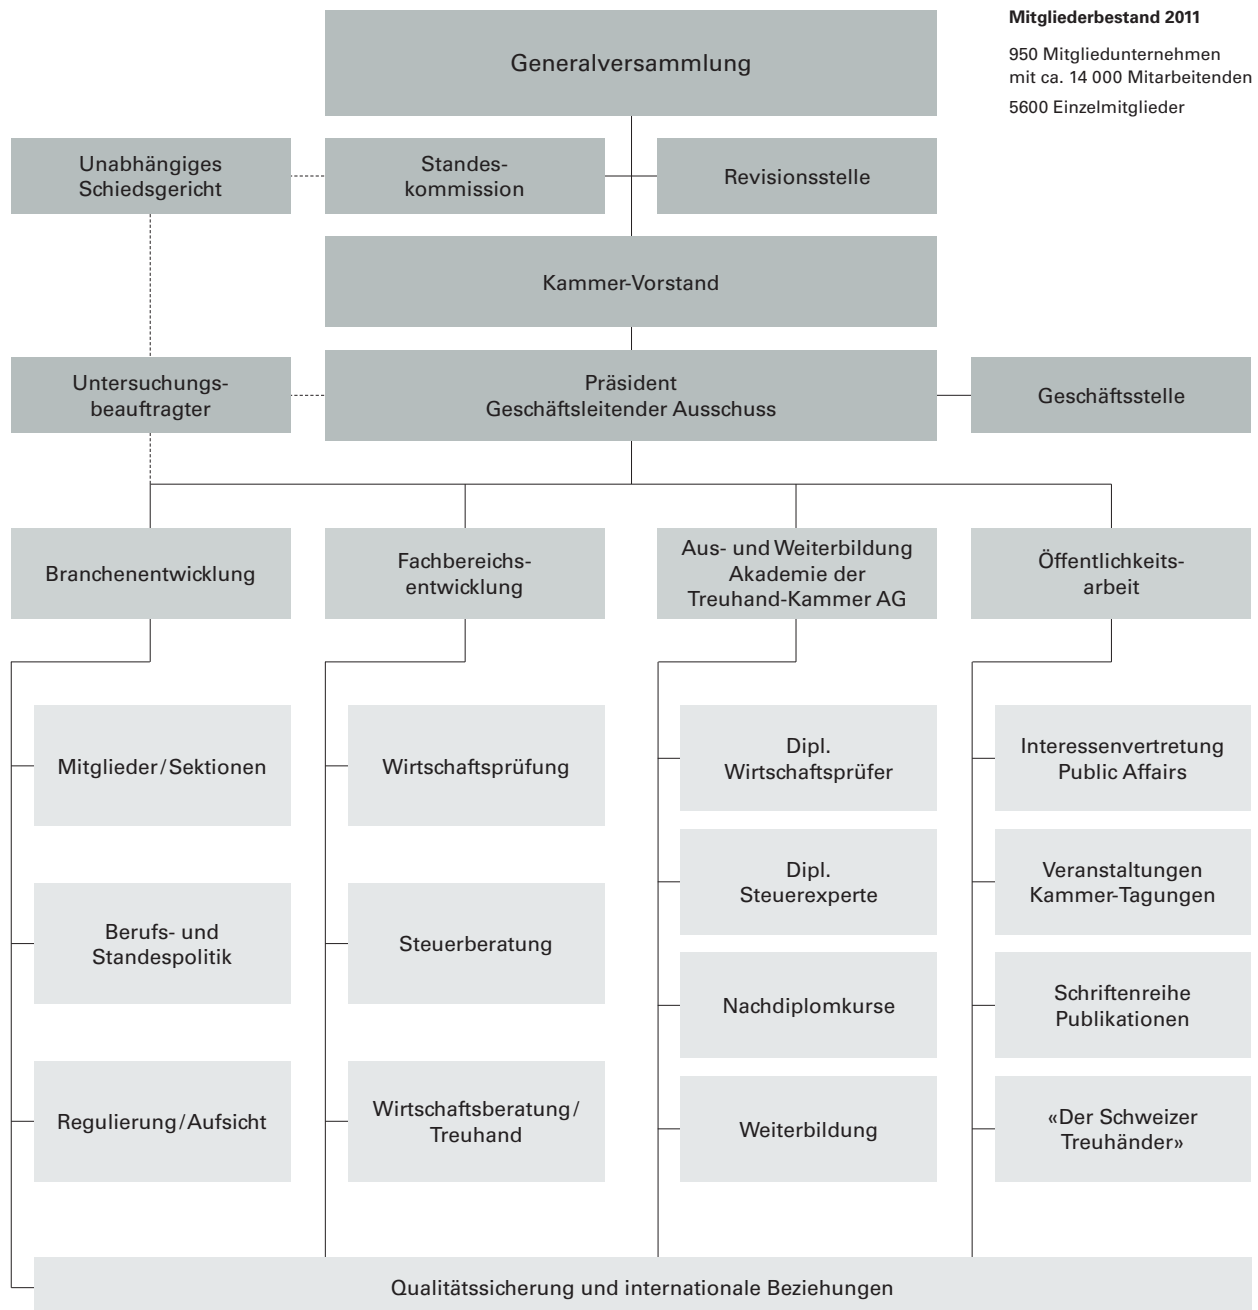 Mitgliederbestand 2011
950 Mitgliedunternehmen
mit ca. 14 000 Mitarbeitenden
5600 Einzelmitglieder
Generalversammlung
Unabhängiges
Schiedsgericht
Standes-
kommission
Revisionsstelle
Kammer-Vorstand
Untersuchungs-
beauftragter
Präsident
Geschäftsleitender Ausschuss
Geschäftsstelle
Branchenentwicklung
Fachbereichs-
entwicklung
Aus- und Weiterbildung
Akademie der
Treuhand-Kammer AG
Öffentlichkeits-
arbeit
Mitglieder/Sektionen
Berufs- und
Standespolitik
Regulierung/Aufsicht
Wirtschaftsprüfung
Steuerberatung
Wirtschaftsberatung/
Treuhand
Dipl.
Wirtschaftsprüfer
Dipl.
Steuerexperte
Nachdiplomkurse
Weiterbildung
Interessenvertretung
Public Affairs
Veranstaltungen
Kammer-Tagungen
Schriftenreihe
Publikationen
«Der Schweizer
Treuhänder»
Qualitätssicherung und internationale Beziehungen